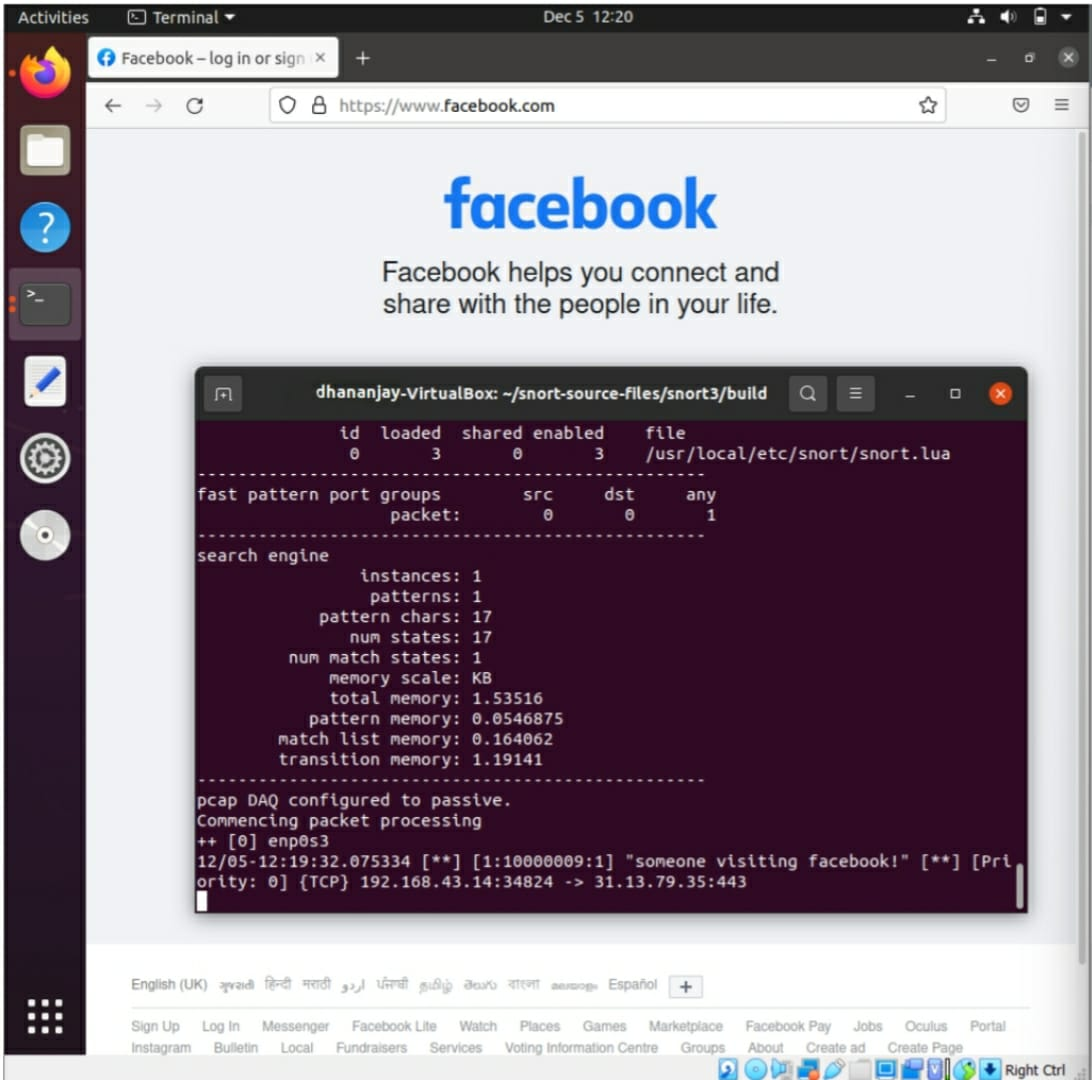 Activities Terminal Dec 5 12:20
Facebook – log in or sign
https://www.facebook.com
facebook
Facebook helps you connect and
share with the people in your life.
dhananjay-VirtualBox: ~/snort-source-files/snort3/build
id loaded shared enabled file
0 3 0 3 /usr/local/etc/snort/snort.lua
--------------------------------------------------
fast pattern port groups src dst any
packet: 0 0 1
--------------------------------------------------
search engine
instances: 1
patterns: 1
pattern chars: 17
num states: 17
num match states: 1
memory scale: KB
total memory: 1.53516
pattern memory: 0.0546875
match list memory: 0.164062
transition memory: 1.19141
--------------------------------------------------
pcap DAQ configured to passive.
Commencing packet processing
++ [0] enp0s3
12/05-12:19:32.075334 [**] [1:10000009:1] "someone visiting facebook!" [**] [Pri
ority: 0] {TCP} 192.168.43.14:34824 -> 31.13.79.35:443
English (UK) ગુજરાતી हिन्दी मराठी اردو ਪੰਜਾਬੀ தமிழ் తెలుగు বাংলা മലയാളം Español
Sign Up Log In Messenger Facebook Lite Watch Places Games Marketplace Facebook Pay Jobs Oculus Portal
Instagram Bulletin Local Fundraisers Services Voting Information Centre Groups About Create ad Create Page
Right Ctrl